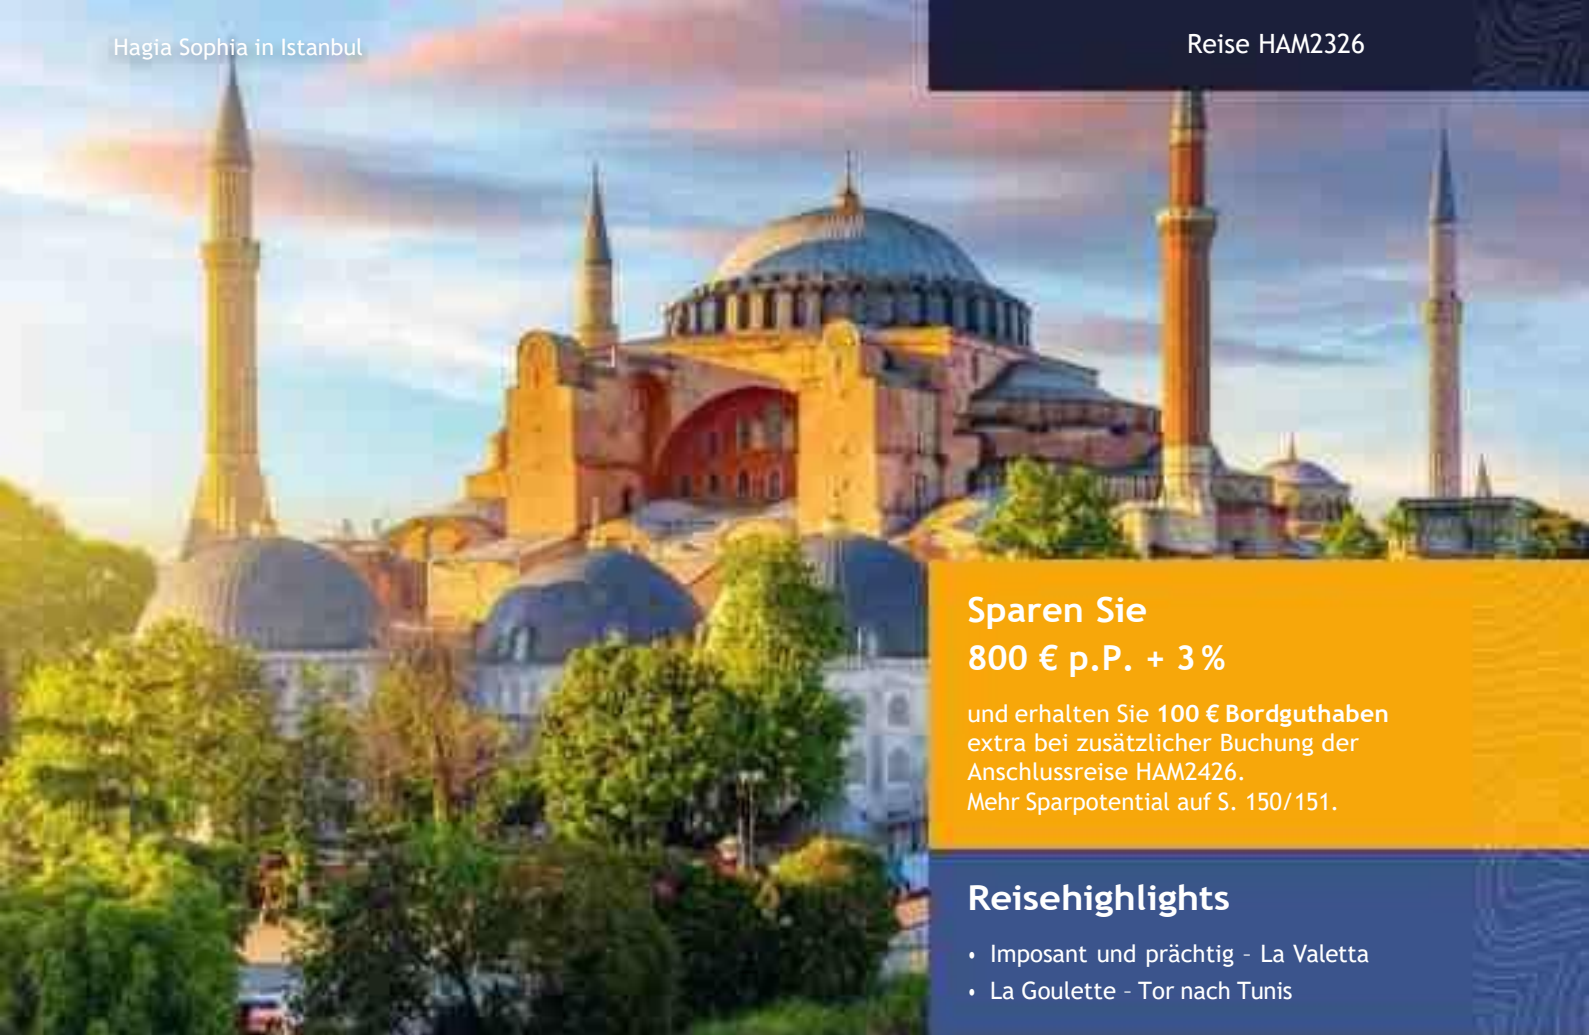 Hagia Sophia in Istanbul
Reise HAM2326
Sparen Sie
800 € p.P. + 3 %
und erhalten Sie 100 € Bordguthaben
extra bei zusätzlicher Buchung der
Anschlussreise HAM2426.
Mehr Sparpotential auf S. 150/151.
Reisehighlights
• Imposant und prächtig – La Valetta
• La Goulette – Tor nach Tunis